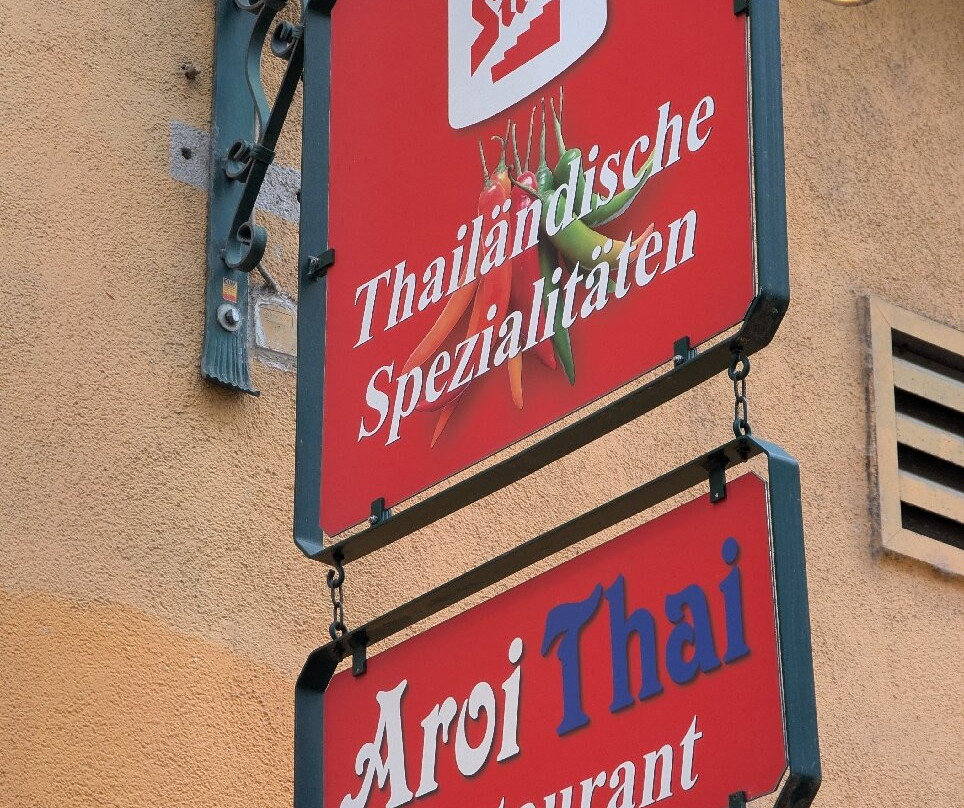 Thailändische
Spezialitäten
Aroi Thai